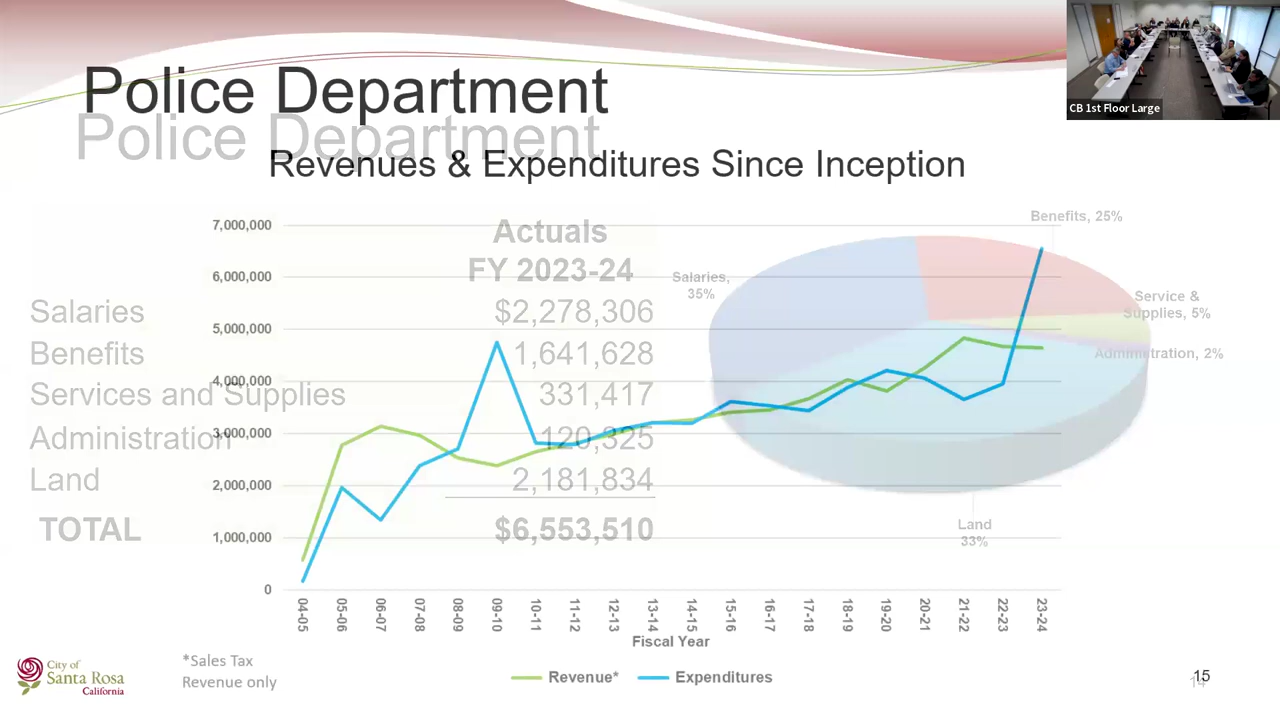 CB 1st Floor Large
Police Department
Police Department
Revenues & Expenditures Since Inception
Actuals
FY 2023-24
Salaries $2,278,306
Benefits 1,641,628
Services and Supplies 331,417
Administration 120,325
Land 2,181,834
TOTAL $6,553,510
Benefits, 25%
Salaries,
35%
Service &
Supplies, 5%
Administration, 2%
Land
33%
7,000,000
6,000,000
5,000,000
4,000,000
3,000,000
2,000,000
1,000,000
0
04-05 05-06 06-07 07-08 08-09 09-10 10-11 11-12 12-13 13-14 14-15 15-16 16-17 17-18 18-19 19-20 20-21 21-22 22-23 23-24
Fiscal Year
Revenue* Expenditures
*Sales Tax
Revenue only
City of
Santa Rosa
California
15
14